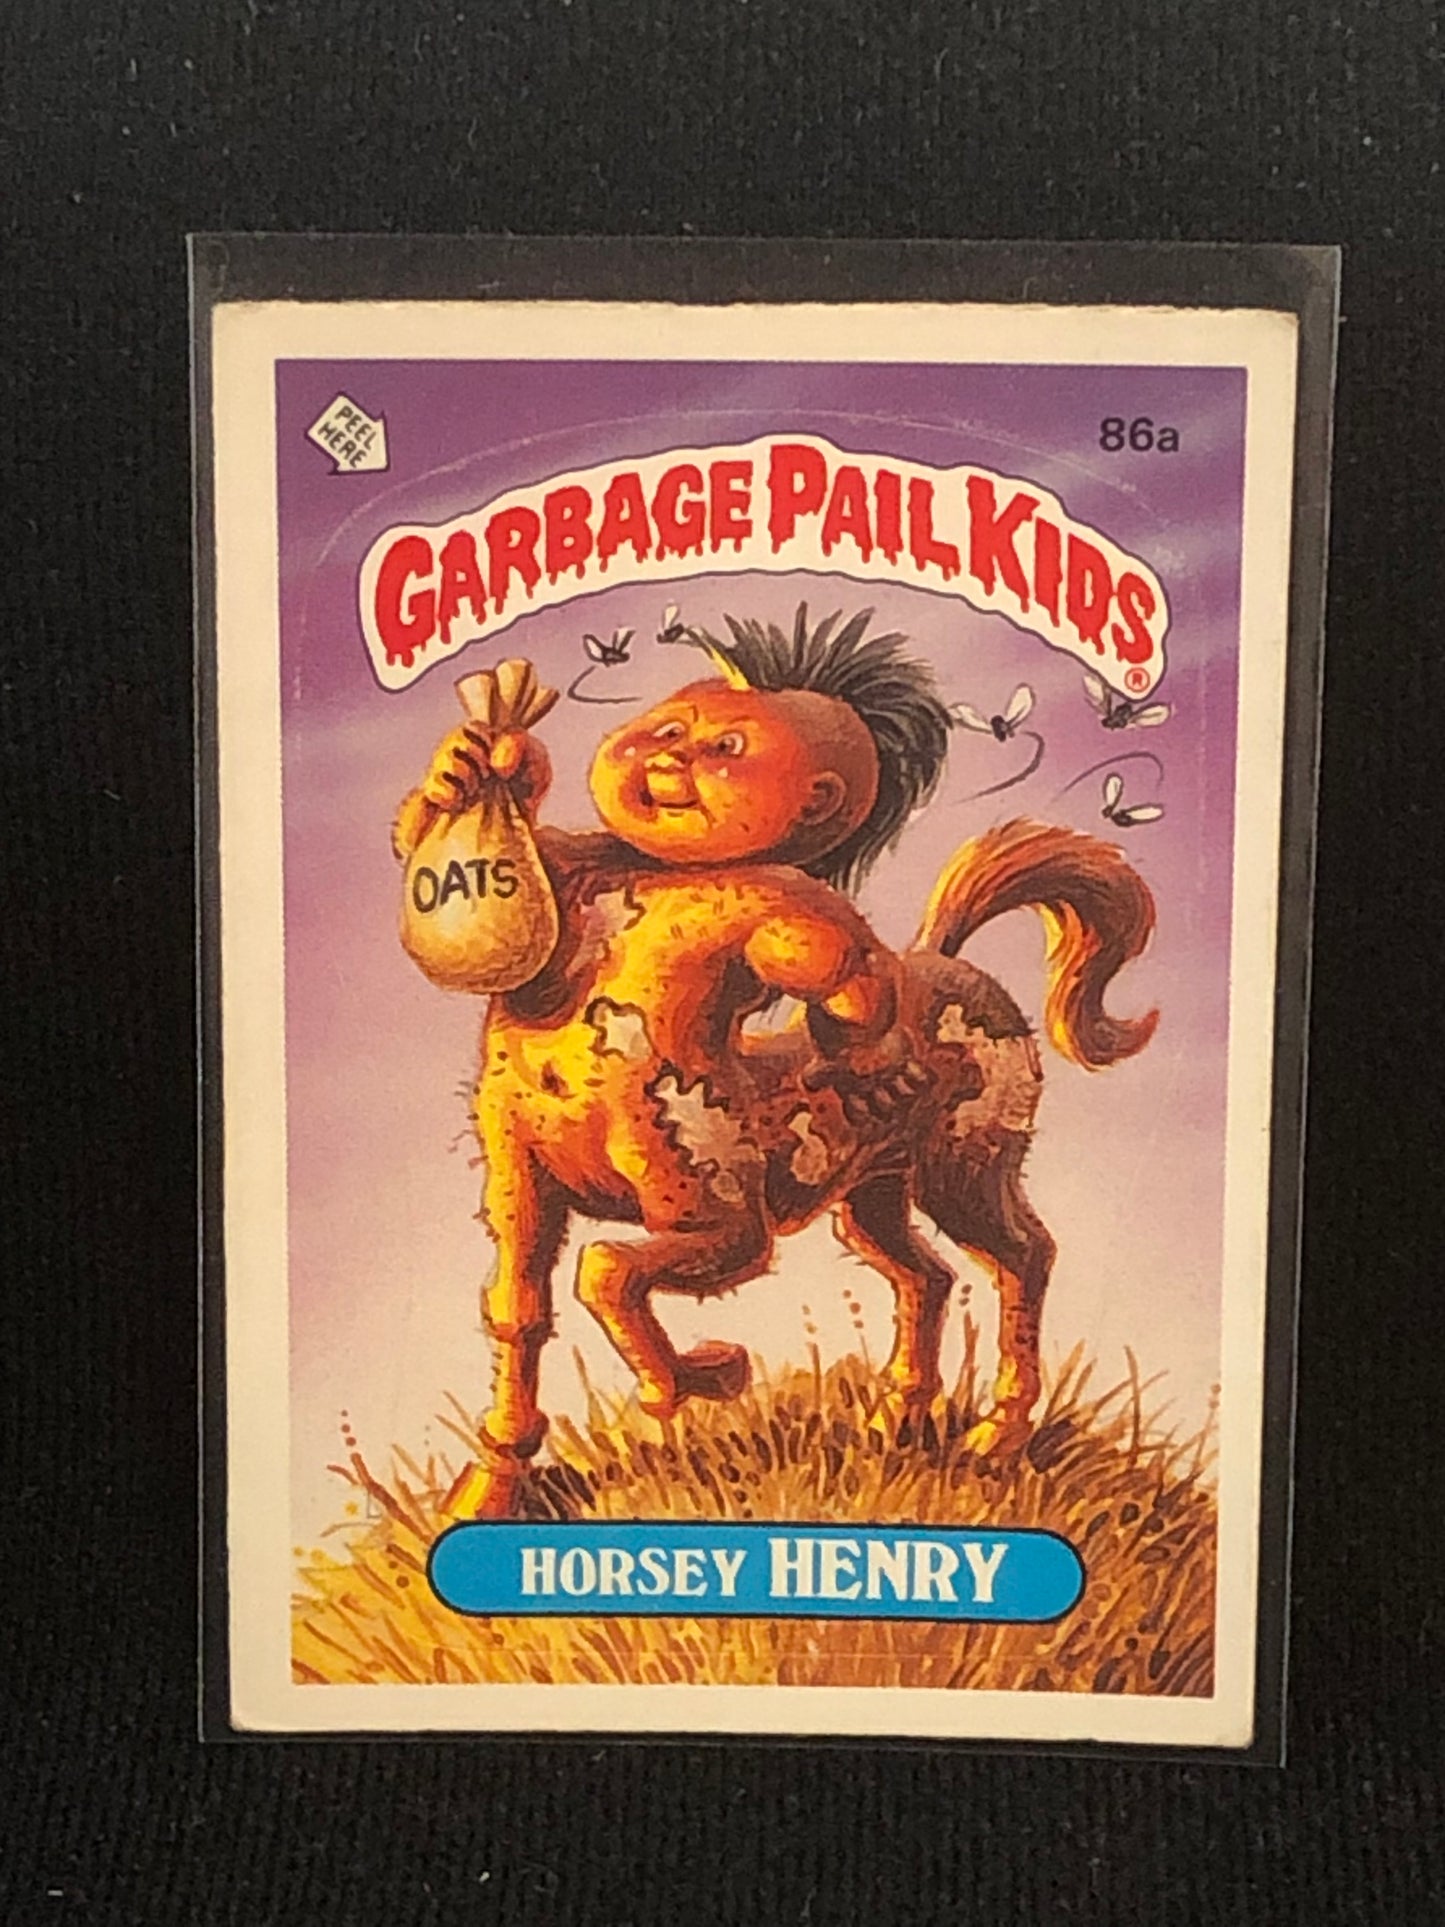 PEEL
HERE
86a
GARBAGE PAIL KIDS
®
OATS
HORSEY HENRY